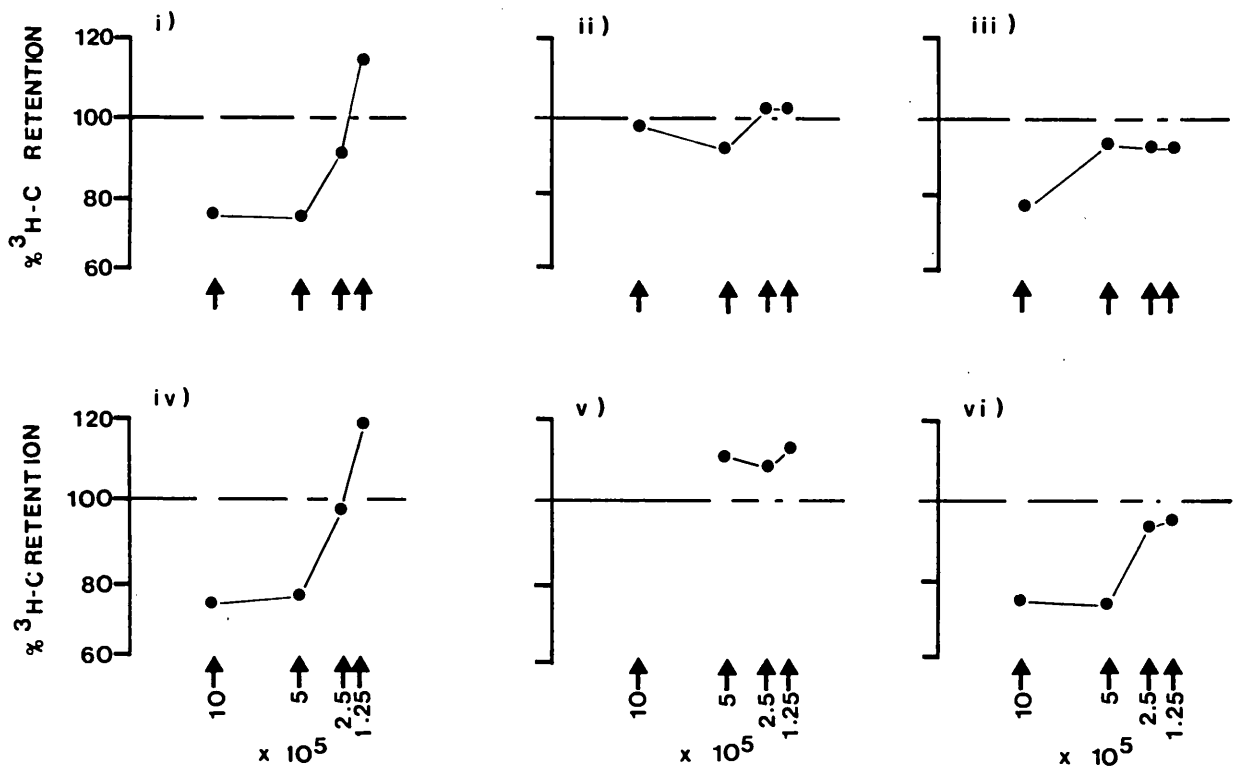 i)
ii)
iii)
% ³H-C RETENTION
120
100
80
60
iv)
v)
vi)
% ³H-C RETENTION
120
100
80
60
10 5 2.5 1.25
10 5 2.5 1.25
10 5 2.5 1.25
x 10⁵
x 10⁵
x 10⁵